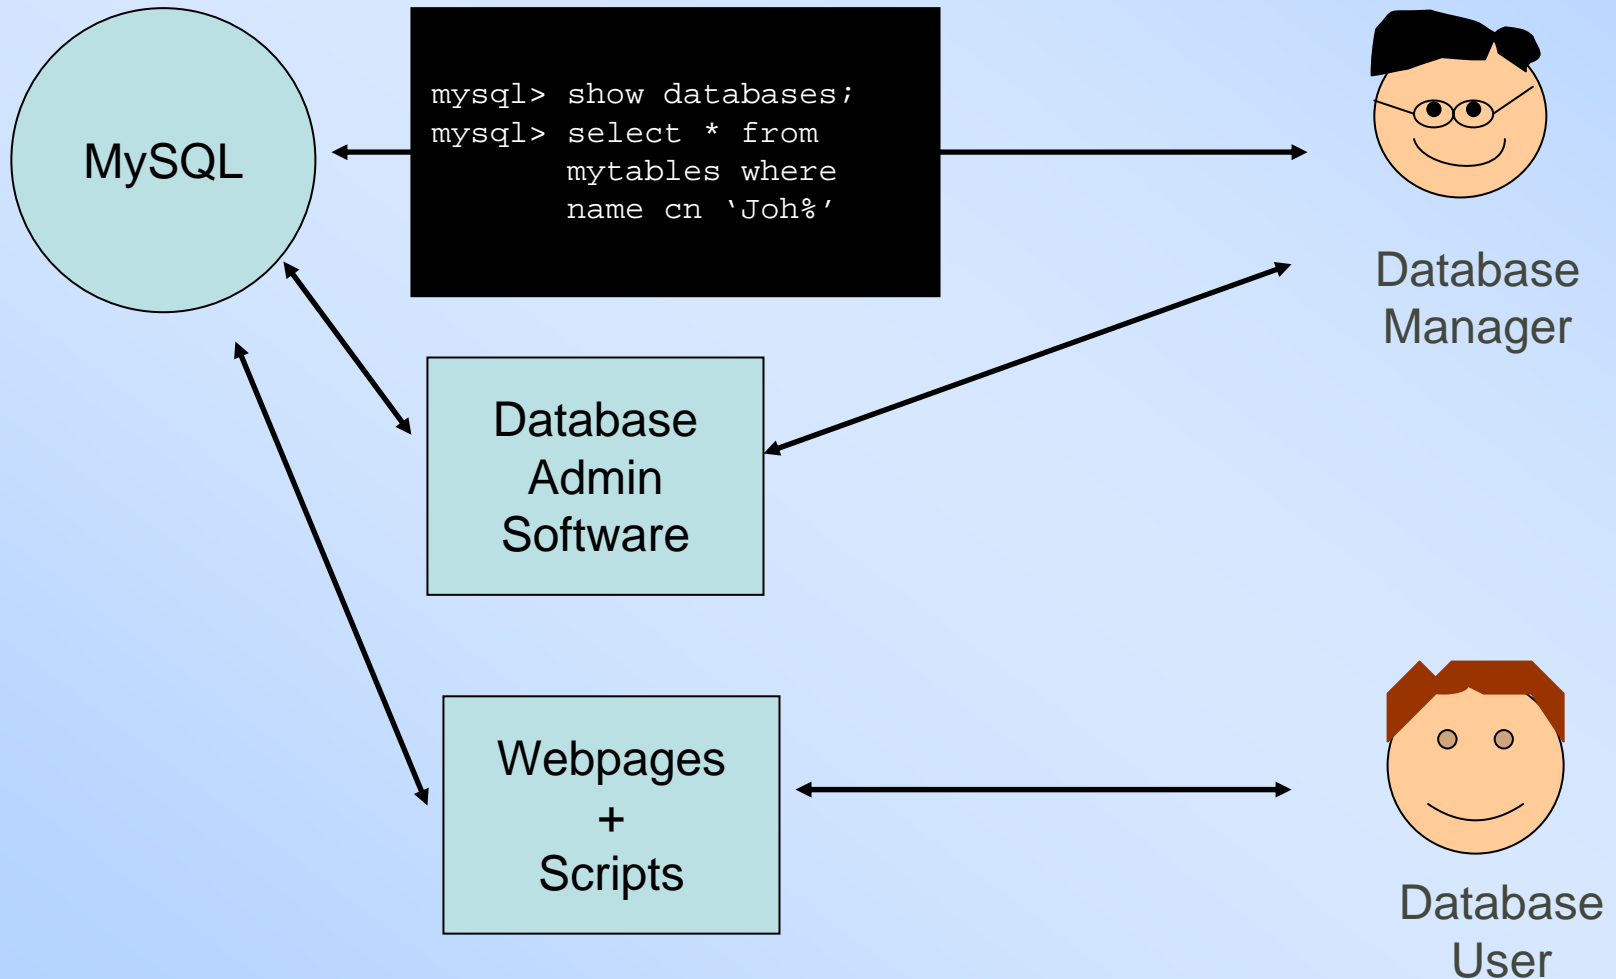 MySQL
mysql> show databases;
mysql> select * from
mytables where
name cn ‘Joh%’
Database
Manager
Database
Admin
Software
Webpages
+
Scripts
Database
User